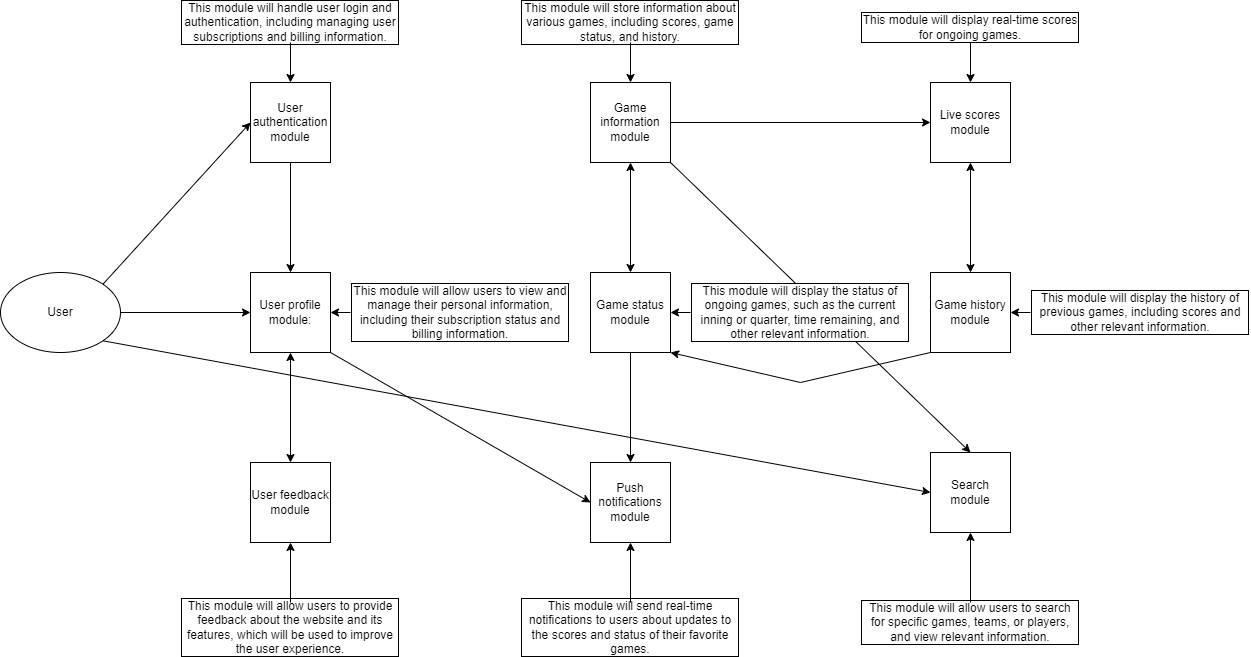 This module will handle user login and
authentication, including managing user
subscriptions and billing information.
This module will store information about
various games, including scores, game
status, and history.
This module will display real-time scores
for ongoing games.
User
authentication
module
Game
information
module
Live scores
module
User
User profile
module:
This module will allow users to view and
manage their personal information,
including their subscription status and
billing information.
Game status
module
This module will display the status of
ongoing games, such as the current
inning or quarter, time remaining, and
other relevant information.
Game history
module
This module will display the history of
previous games, including scores and
other relevant information.
User feedback
module
Push
notifications
module
Search
module
This module will allow users to provide
feedback about the website and its
features, which will be used to improve
the user experience.
This module will send real-time
notifications to users about updates to
the scores and status of their favorite
games.
This module will allow users to search
for specific games, teams, or players,
and view relevant information.